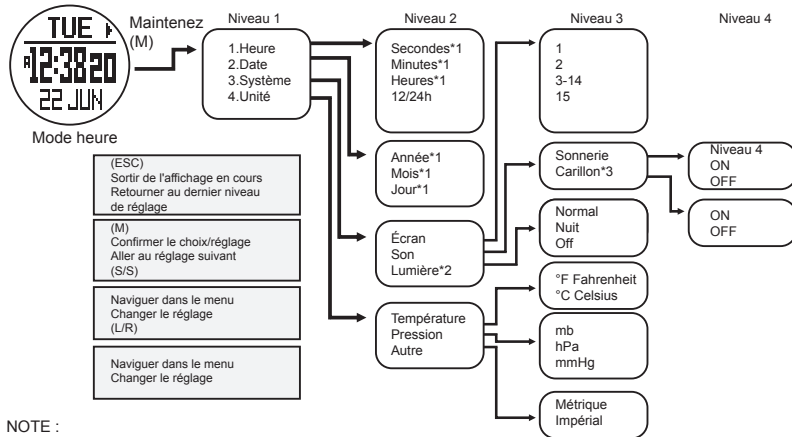 Niveau 1
Niveau 2
Niveau 3
Niveau 4
TUE
A12:38 20
22 JUN
Mode heure
Maintenez
(M)
1.Heure
2.Date
3.Système
4.Unité
Secondes*1
Minutes*1
Heures*1
12/24h
1
2
3-14
15
Année*1
Mois*1
Jour*1
Sonnerie
Carillon*3
Niveau 4
ON
OFF
ON
OFF
Écran
Son
Lumière*2
Normal
Nuit
Off
Température
Pression
Autre
°F Fahrenheit
°C Celsius
mb
hPa
mmHg
Métrique
Impérial
(ESC)
Sortir de l'affichage en cours
Retourner au dernier niveau
de réglage
(M)
Confirmer le choix/réglage
Aller au réglage suivant
(S/S)
Naviguer dans le menu
Changer le réglage
(L/R)
Naviguer dans le menu
Changer le réglage
NOTE :